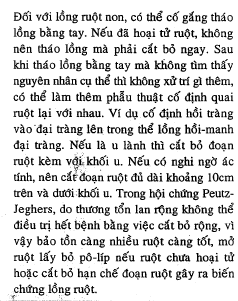 Đối với lồng ruột non, có thể cố gắng tháo
lồng bằng tay. Nếu đã hoại tử ruột, không
nên tháo lồng mà phải cắt bỏ ngay. Sau
khi tháo lồng bằng tay mà không tìm thấy
nguyên nhân cụ thể thì không xử trí gì thêm,
có thể làm thêm phẫu thuật cố định quai
ruột lại với nhau. Ví dụ cố định hồi tràng
vào đại tràng lên trong thể lồng hồi-manh
đại tràng. Nếu là u lành thì cắt bỏ đoạn
ruột kèm với khối u. Nếu có nghi ngờ ác
tính, nên cắt đoạn ruột đủ dài khoảng 10cm
trên và dưới khối u. Trong hội chứng Peutz-
Jeghers, do thương tổn lan rộng không thể
điều trị hết bệnh bằng việc cắt bỏ rộng, vì
vậy bảo tồn càng nhiều ruột càng tốt, mở
ruột lấy bỏ pô-líp nếu ruột chưa hoại tử
hoặc cắt bỏ hạn chế đoạn ruột gây ra biến
chứng lồng ruột.